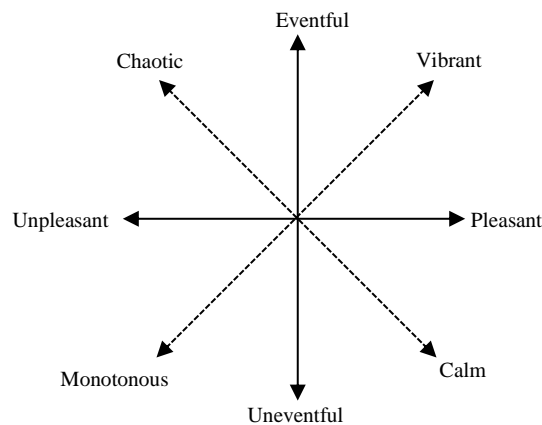 Eventful
Chaotic
Vibrant
Unpleasant
Pleasant
Monotonous
Calm
Uneventful